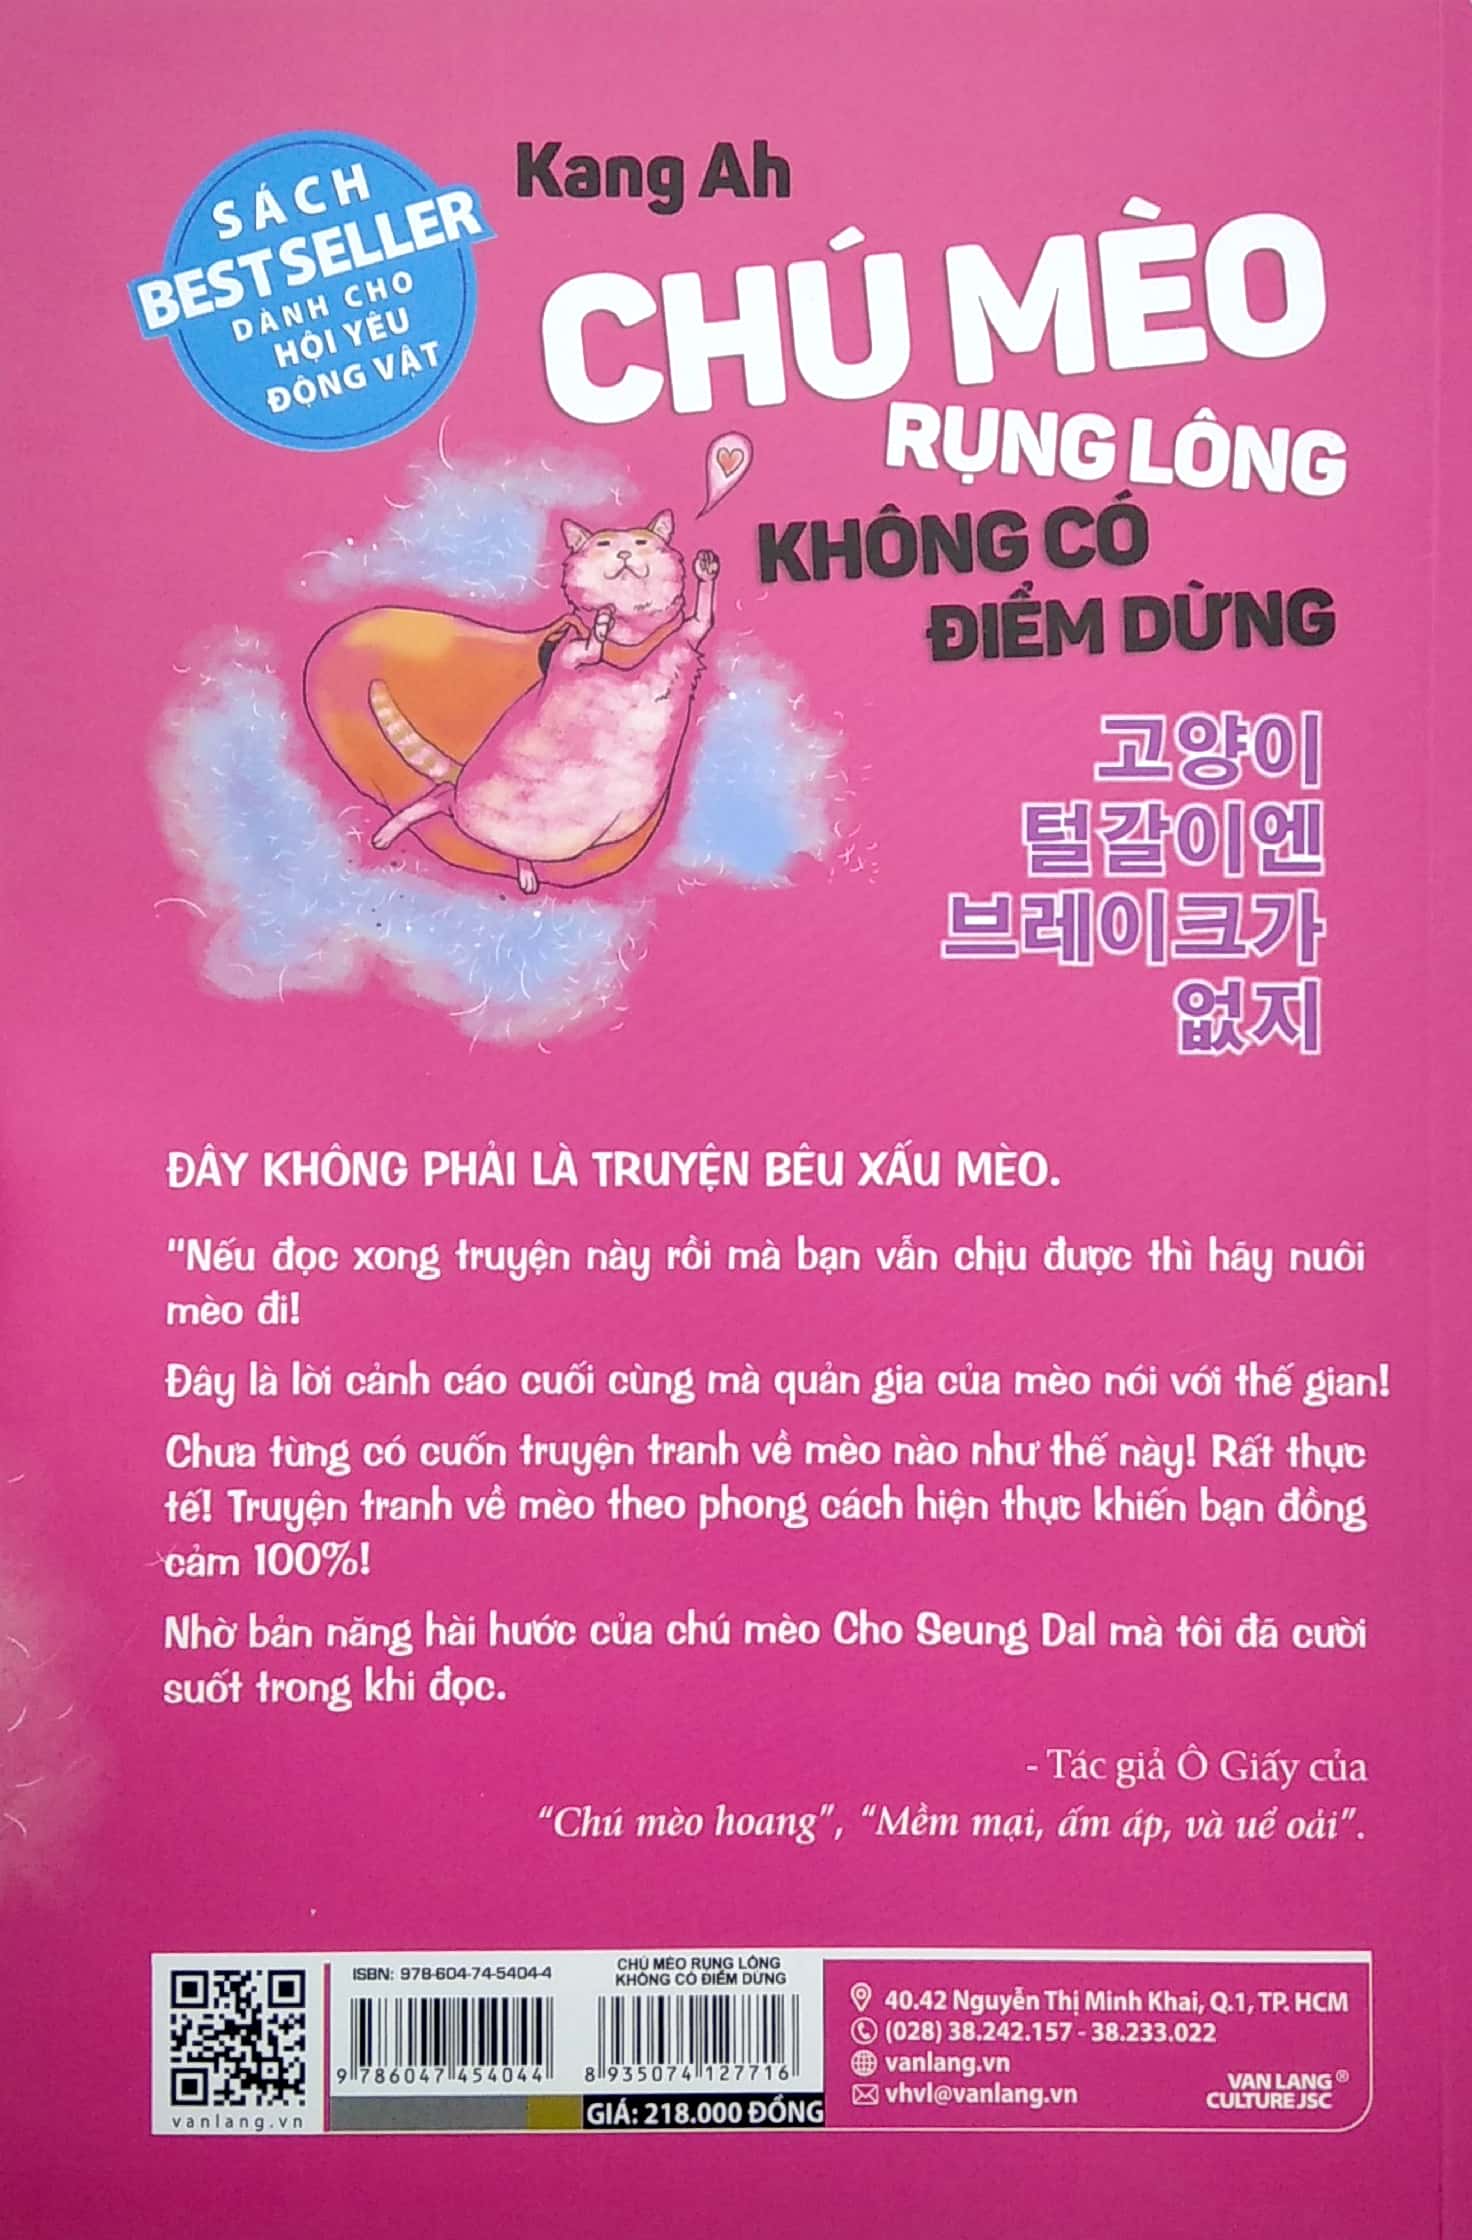 SÁCH
BESTSELLER
DÀNH CHO
HỘI YÊU
ĐỘNG VẬT
Kang Ah
CHÚ MÈO
RỤNG LÔNG
KHÔNG CÓ
ĐIỂM DỪNG
고양이
털갈이엔
브레이크가
없지
ĐÂY KHÔNG PHẢI LÀ TRUYỆN BÊU XẤU MÈO.
"Nếu đọc xong truyện này rồi mà bạn vẫn chịu được thì hãy nuôi
mèo đi!
Đây là lời cảnh cáo cuối cùng mà quản gia của mèo nói với thế gian!
Chưa từng có cuốn truyện tranh về mèo nào như thế này! Rất thực
tế! Truyện tranh về mèo theo phong cách hiện thực khiến bạn đồng
cảm 100%!
Nhờ bản năng hài hước của chú mèo Cho Seung Dal mà tôi đã cười
suốt trong khi đọc.
- Tác giả Ô Giấy của
“Chú mèo hoang”, “Mềm mại, ấm áp, và uể oải”.
vanlang.vn
ISBN: 978-604-74-5404-4
9 786047 454044
CHÚ MÈO RỤNG LÔNG
KHÔNG CÓ ĐIỂM DỪNG
8 935074 127716
GIÁ: 218.000 ĐỒNG
40.42 Nguyễn Thị Minh Khai, Q.1, TP. HCM
(028) 38.242.157 - 38.233.022
vanlang.vn
vhvl@vanlang.vn
VAN LANG®
CULTURE JSC